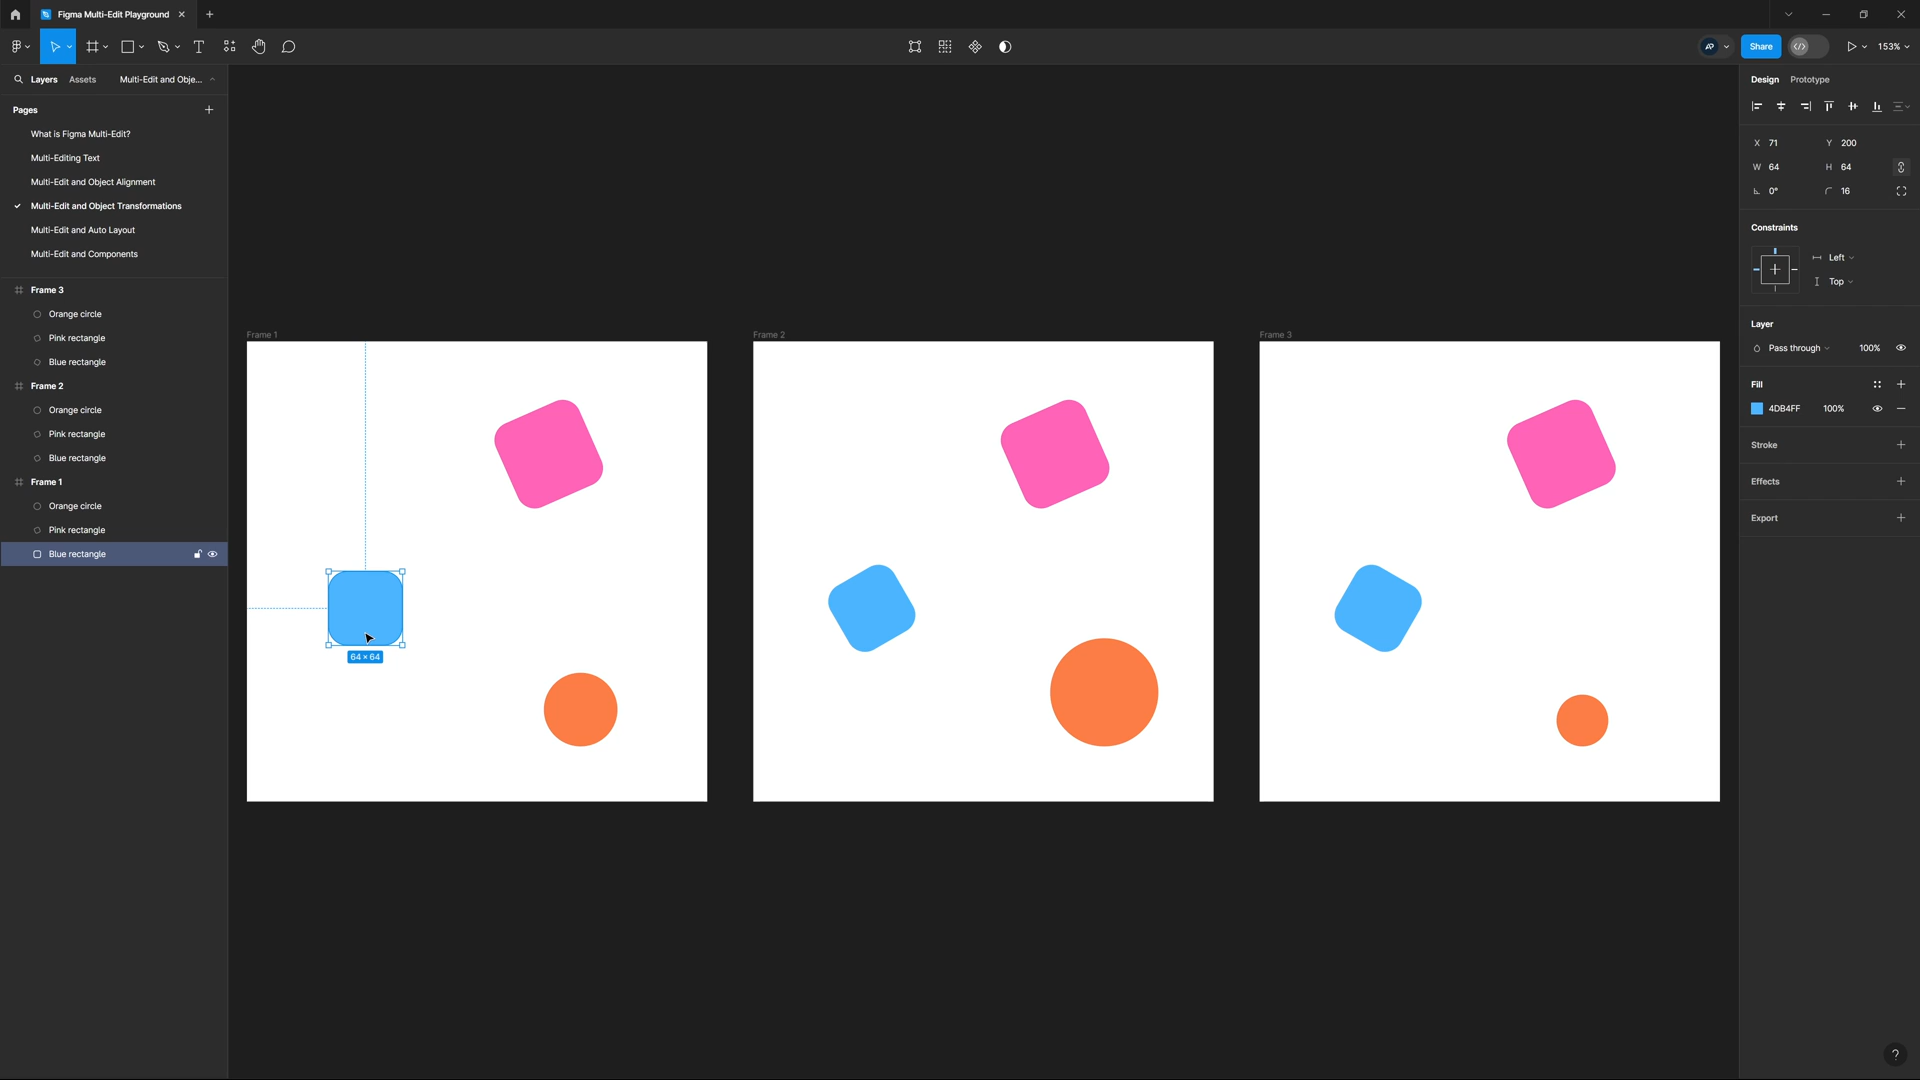 Figma Multi-Edit Playground
Share
153%
Layers
Assets
Multi-Edit and Obje...
Design
Prototype
Pages
What is Figma Multi-Edit?
Multi-Editing Text
Multi-Edit and Object Alignment
Multi-Edit and Object Transformations
Multi-Edit and Auto Layout
Multi-Edit and Components
Frame 3
Orange circle
Pink rectangle
Blue rectangle
Frame 2
Orange circle
Pink rectangle
Blue rectangle
Frame 1
Orange circle
Pink rectangle
Blue rectangle
Frame 1
Frame 2
Frame 3
64 × 64
X 71
Y 200
W 64
H 64
0°
16
Constraints
Left
Top
Layer
Pass through
100%
Fill
4DB4FF
100%
Stroke
Effects
Export
?